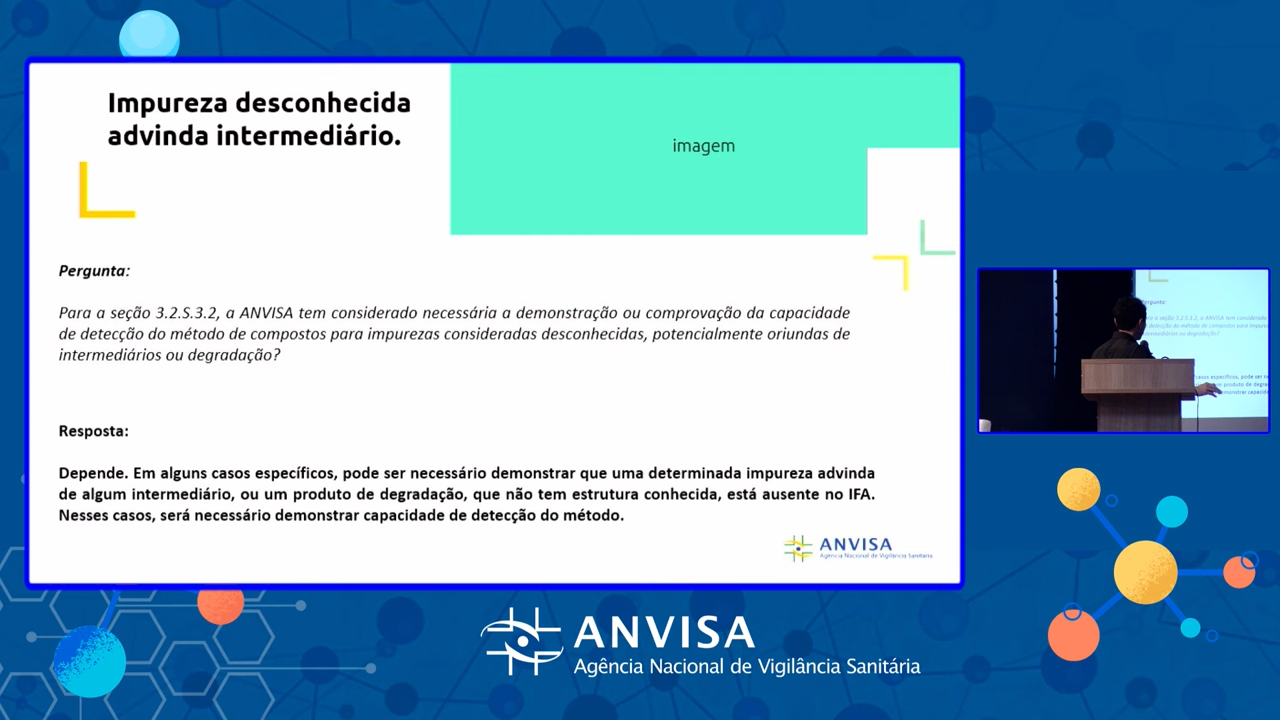 Impureza desconhecida
advinda intermediário.
imagem
Pergunta:
Para a seção 3.2.S.3.2, a ANVISA tem considerado necessária a demonstração ou comprovação da capacidade
de detecção do método de compostos para impurezas consideradas desconhecidas, potencialmente oriundas de
intermediários ou degradação?
Resposta:
Depende. Em alguns casos específicos, pode ser necessário demonstrar que uma determinada impureza advinda
de algum intermediário, ou um produto de degradação, que não tem estrutura conhecida, está ausente no IFA.
Nesses casos, será necessário demonstrar capacidade de detecção do método.
ANVISA
Agência Nacional de Vigilância Sanitária
ANVISA
Agência Nacional de Vigilância Sanitária